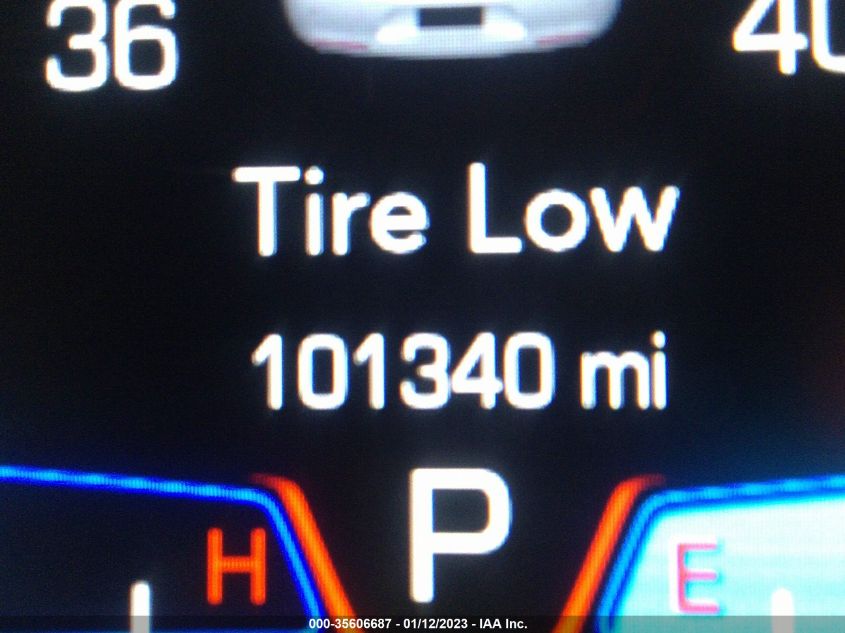 36 40
Tire Low
101340 mi
P
H E
000-35606687 - 01/12/2023 - IAA Inc.